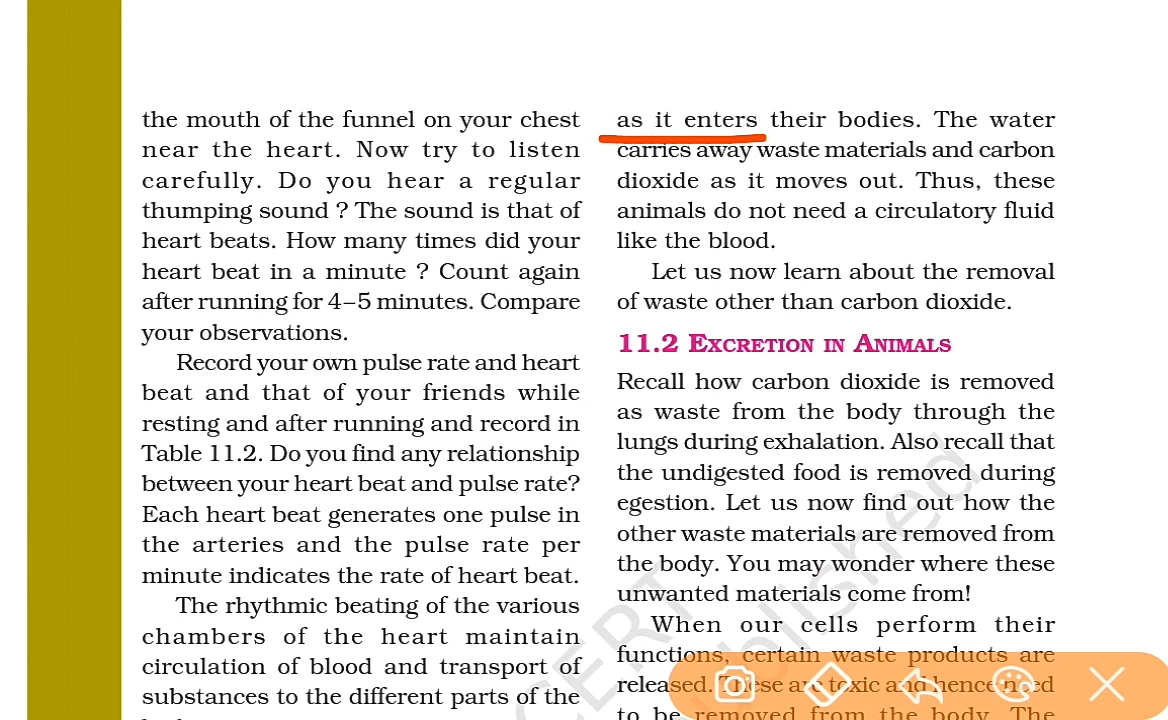 the mouth of the funnel on your chest
near the heart. Now try to listen
carefully. Do you hear a regular
thumping sound ? The sound is that of
heart beats. How many times did your
heart beat in a minute ? Count again
after running for 4–5 minutes. Compare
your observations.
Record your own pulse rate and heart
beat and that of your friends while
resting and after running and record in
Table 11.2. Do you find any relationship
between your heart beat and pulse rate?
Each heart beat generates one pulse in
the arteries and the pulse rate per
minute indicates the rate of heart beat.
The rhythmic beating of the various
chambers of the heart maintain
circulation of blood and transport of
substances to the different parts of the
as it enters their bodies. The water
carries away waste materials and carbon
dioxide as it moves out. Thus, these
animals do not need a circulatory fluid
like the blood.
Let us now learn about the removal
of waste other than carbon dioxide.
11.2 EXCRETION IN ANIMALS
Recall how carbon dioxide is removed
as waste from the body through the
lungs during exhalation. Also recall that
the undigested food is removed during
egestion. Let us now find out how the
other waste materials are removed from
the body. You may wonder where these
unwanted materials come from!
When our cells perform their
functions, certain waste products are
released. These are toxic and hence need
to be removed from the body. The